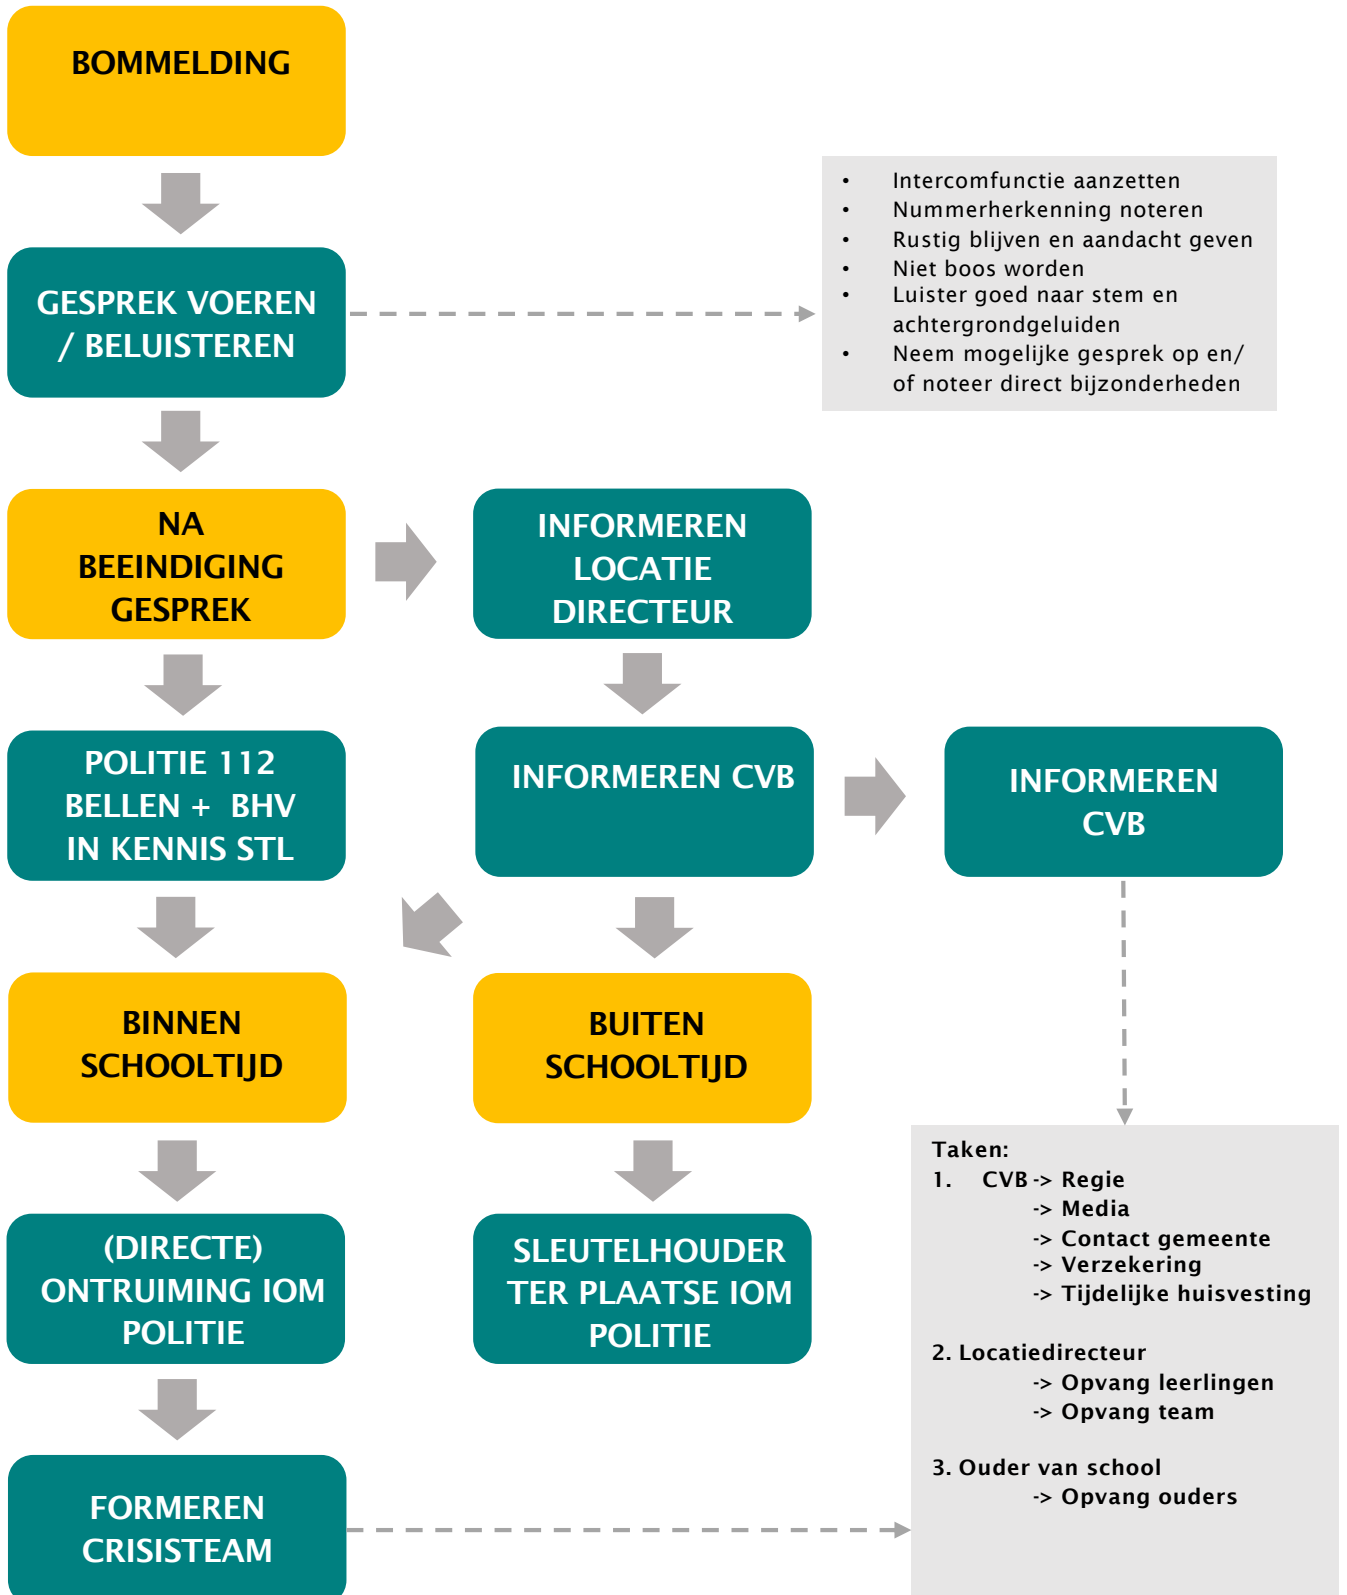 BOMMELDING
• Intercomfunctie aanzetten
• Nummerherkenning noteren
• Rustig blijven en aandacht geven
• Niet boos worden
• Luister goed naar stem en
achtergrondgeluiden
• Neem mogelijke gesprek op en/
of noteer direct bijzonderheden
GESPREK VOEREN
/ BELUISTEREN
NA
BEEINDIGING
GESPREK
INFORMEREN
LOCATIE
DIRECTEUR
POLITIE 112
BELLEN + BHV
IN KENNIS STL
INFORMEREN CVB
INFORMEREN
CVB
BINNEN
SCHOOLTIJD
BUITEN
SCHOOLTIJD
(DIRECTE)
ONTRUIMING IOM
POLITIE
SLEUTELHOUDER
TER PLAATSE IOM
POLITIE
Taken:
1. CVB -> Regie
-> Media
-> Contact gemeente
-> Verzekering
-> Tijdelijke huisvesting
2. Locatiedirecteur
-> Opvang leerlingen
-> Opvang team
3. Ouder van school
-> Opvang ouders
FORMEREN
CRISISTEAM